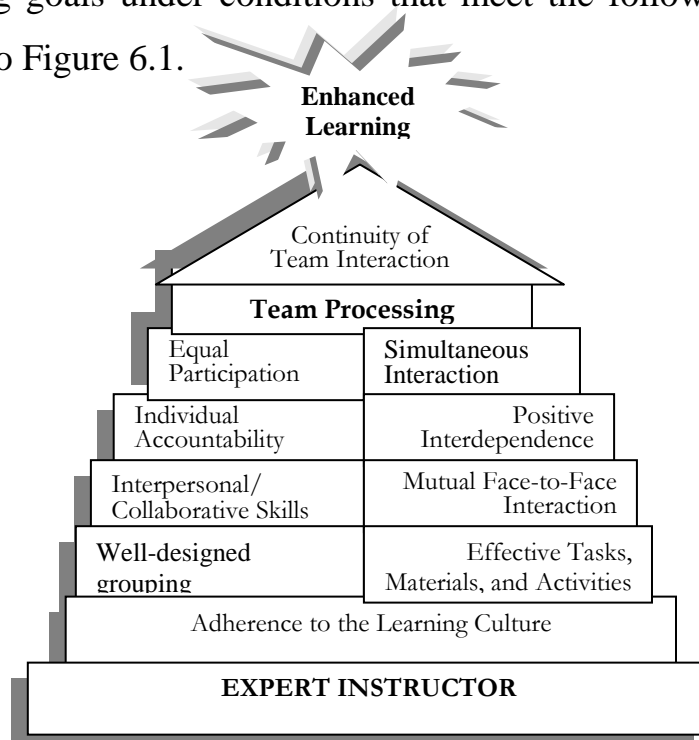 g goals under conditions that meet the follow
o Figure 6.1.
Enhanced
Learning
Continuity of
Team Interaction
Team Processing
Equal
Participation
Simultaneous
Interaction
Individual
Accountability
Positive
Interdependence
Interpersonal/
Collaborative Skills
Mutual Face-to-Face
Interaction
Well-designed
grouping
Effective Tasks,
Materials, and Activities
Adherence to the Learning Culture
EXPERT INSTRUCTOR